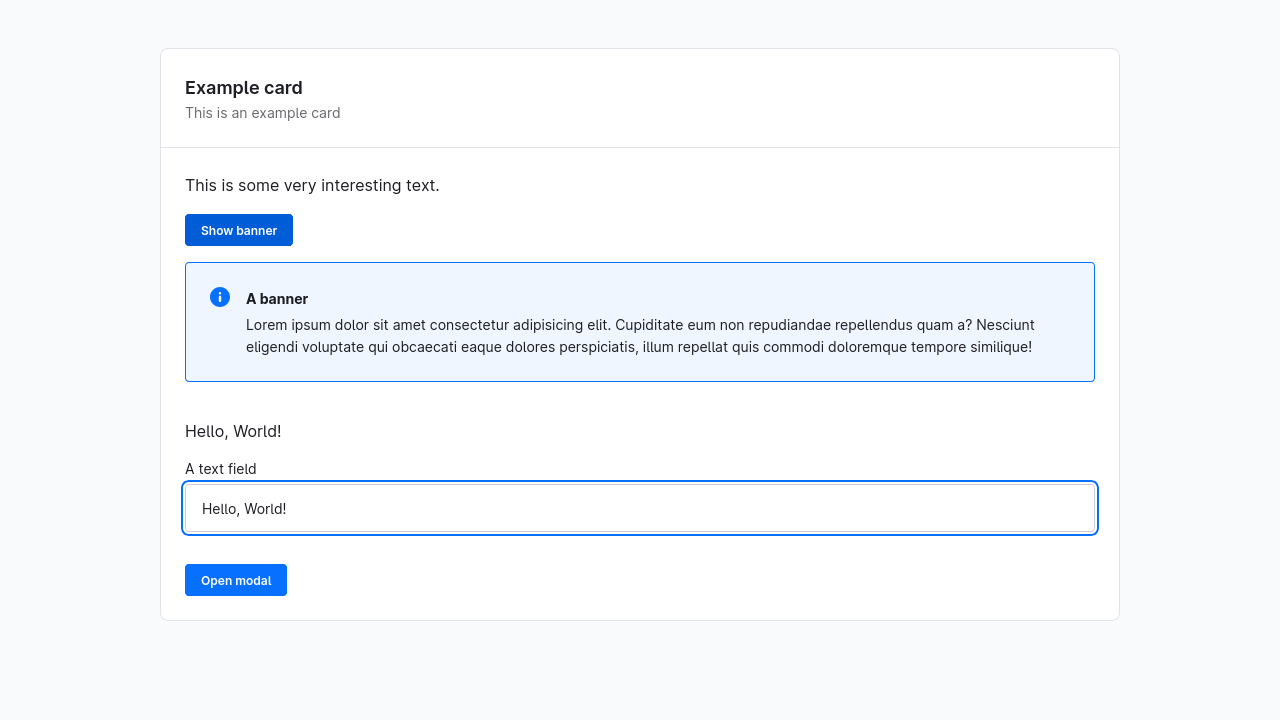 Example card
This is an example card
This is some very interesting text.
Show banner
A banner
Lorem ipsum dolor sit amet consectetur adipisicing elit. Cupiditate eum non repudiandae repellendus quam a? Nesciunt
eligendi voluptate qui obcaecati eaque dolores perspiciatis, illum repellat quis commodi doloremque tempore similique!
Hello, World!
A text field
Hello, World!
Open modal